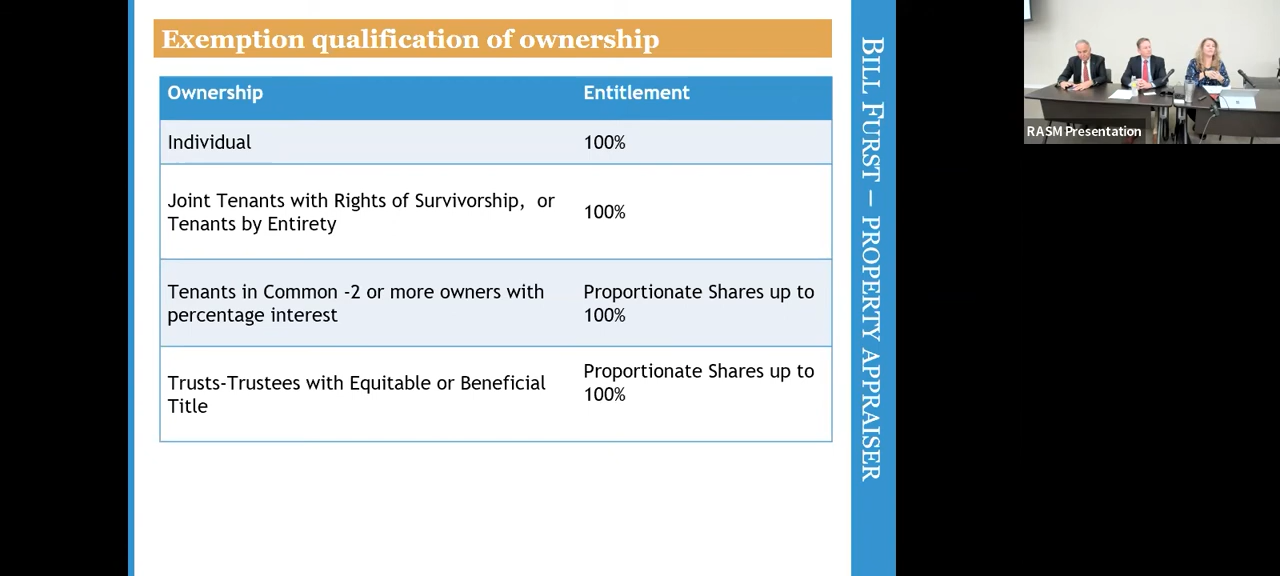 Exemption qualification of ownership
Ownership
Entitlement
Individual
100%
Joint Tenants with Rights of Survivorship,  or
Tenants by Entirety
100%
Tenants in Common -2 or more owners with
percentage interest
Proportionate Shares up to
100%
Trusts-Trustees with Equitable or Beneficial
Title
Proportionate Shares up to
100%
BILL FURST – PROPERTY APPRAISER
RASM Presentation